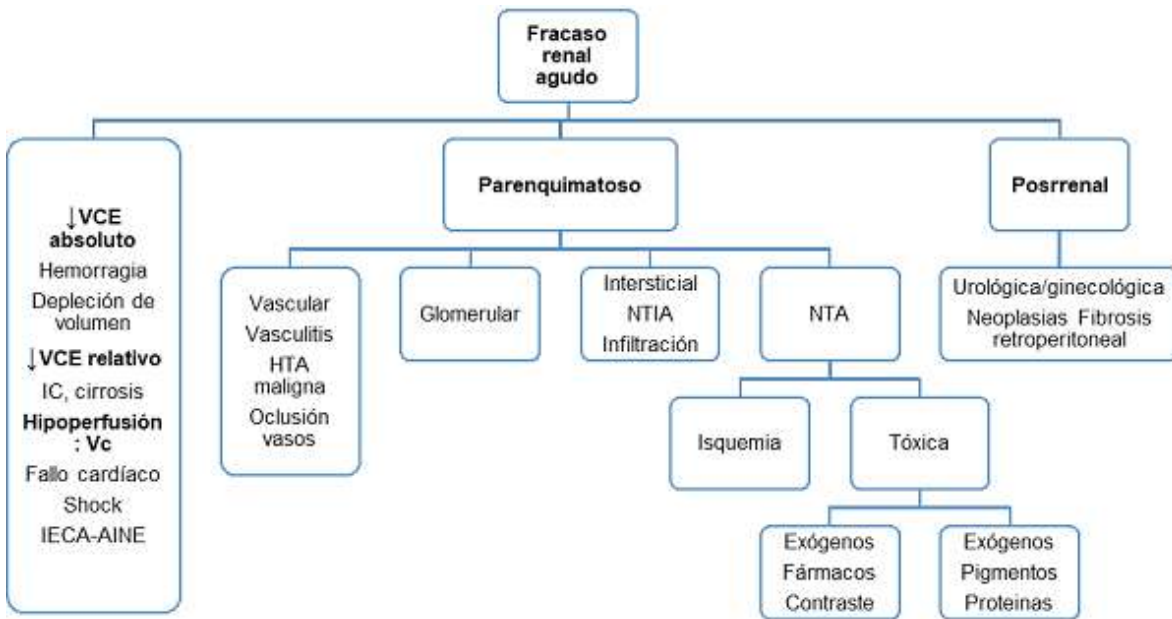 Fracaso
renal
agudo
↓VCE
absoluto
Hemorragia
Depleción de
volumen
↓VCE relativo
IC, cirrosis
Hipoperfusión
: Vc
Fallo cardíaco
Shock
IECA-AINE
Parenquimatoso
Vascular
Vasculitis
HTA
maligna
Oclusión
vasos
Glomerular
Intersticial
NTIA
Infiltración
NTA
Isquemia
Tóxica
Exógenos
Fármacos
Contraste
Exógenos
Pigmentos
Proteinas
Posrrenal
Urológica/ginecológica
Neoplasias Fibrosis
retroperitoneal